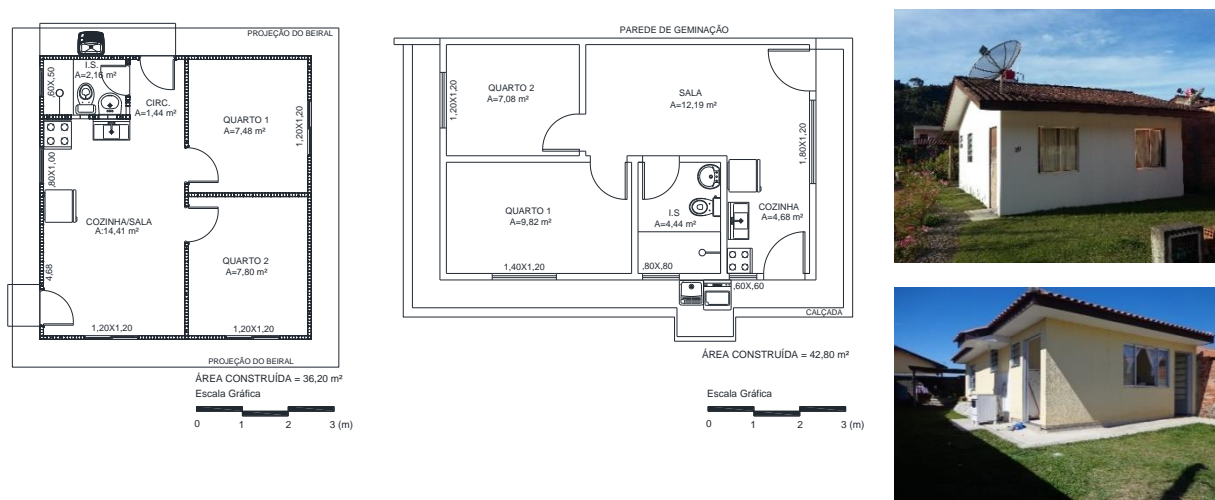 PROJEÇÃO DO BEIRAL
I.S.
A=2,16 m²
,60X,50
CIRC.
A=1,44 m²
QUARTO 1
A=7,48 m²
1,20X1,20
,80X1,00
COZINHA/SALA
A:14,41 m²
QUARTO 2
A=7,80 m²
4,68
1,20X1,20
1,20X1,20
PROJEÇÃO DO BEIRAL
ÁREA CONSTRUÍDA = 36,20 m²
Escala Gráfica
0 1 2 3 (m)
PAREDE DE GEMINAÇÃO
QUARTO 2
A=7,08 m²
1,20X1,20
SALA
A=12,19 m²
1,80X1,20
QUARTO 1
A=9,82 m²
I.S
A=4,44 m²
COZINHA
A=4,68 m²
1,40X1,20
,80X,80
,60X,60
CALÇADA
ÁREA CONSTRUÍDA = 42,80 m²
Escala Gráfica
0 1 2 3 (m)